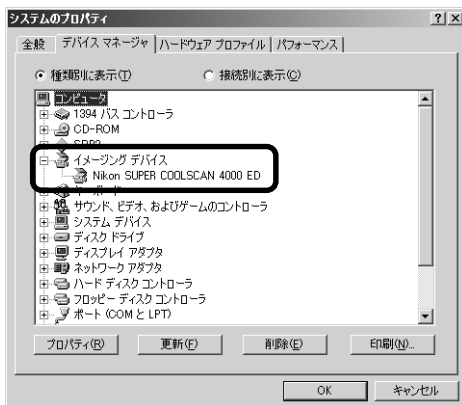 システムのプロパティ
全般 デバイス マネージャ ハードウェア プロファイル パフォーマンス
種類別に表示(T) 接続別に表示(C)
コンピュータ
1394 バス コントローラ
CD-ROM
イメージング デバイス
Nikon SUPER COOLSCAN 4000 ED
サウンド、ビデオ、およびゲームのコントローラ
システム デバイス
ディスク ドライブ
ディスプレイ アダプタ
ネットワーク アダプタ
ハード ディスク コントローラ
フロッピー ディスク コントローラ
ポート (COM と LPT)
プロパティ(R) 更新(F) 削除(E) 印刷(N)...
OK キャンセル